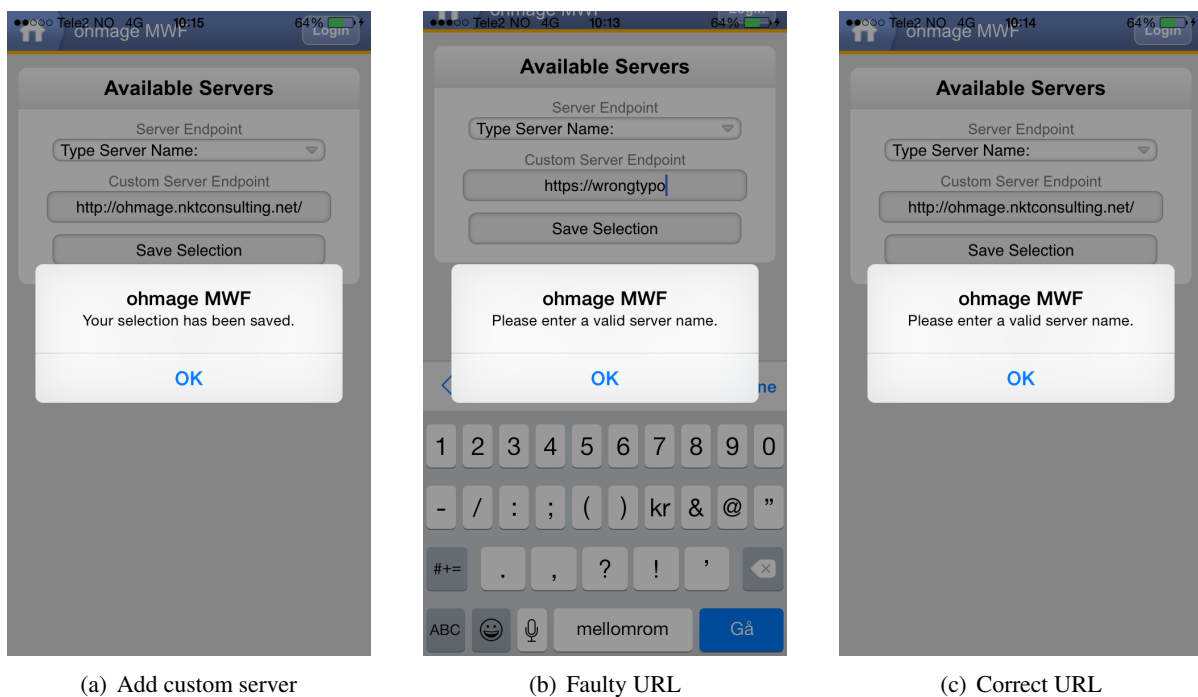 ●●○○○ Tele2 NO 4G 10:15 64%
ohmage MWF Login
Available Servers
Server Endpoint
Type Server Name:
Custom Server Endpoint
http://ohmage.nktconsulting.net/
Save Selection
ohmage MWF
Your selection has been saved.
OK
(a) Add custom server
ohmage MWF Login
●●●○○ Tele2 NO 4G 10:13 64%
Available Servers
Server Endpoint
Type Server Name:
Custom Server Endpoint
https://wrongtypo
Save Selection
ohmage MWF
Please enter a valid server name.
OK
ne
1 2 3 4 5 6 7 8 9 0
- / : ; ( ) kr & @ ”
#+= . , ? ! ’
ABC mellomrom Gå
(b) Faulty URL
●●○○○ Tele2 NO 4G 10:14 64%
ohmage MWF Login
Available Servers
Server Endpoint
Type Server Name:
Custom Server Endpoint
http://ohmage.nktconsulting.net/
Save Selection
ohmage MWF
Please enter a valid server name.
OK
(c) Correct URL